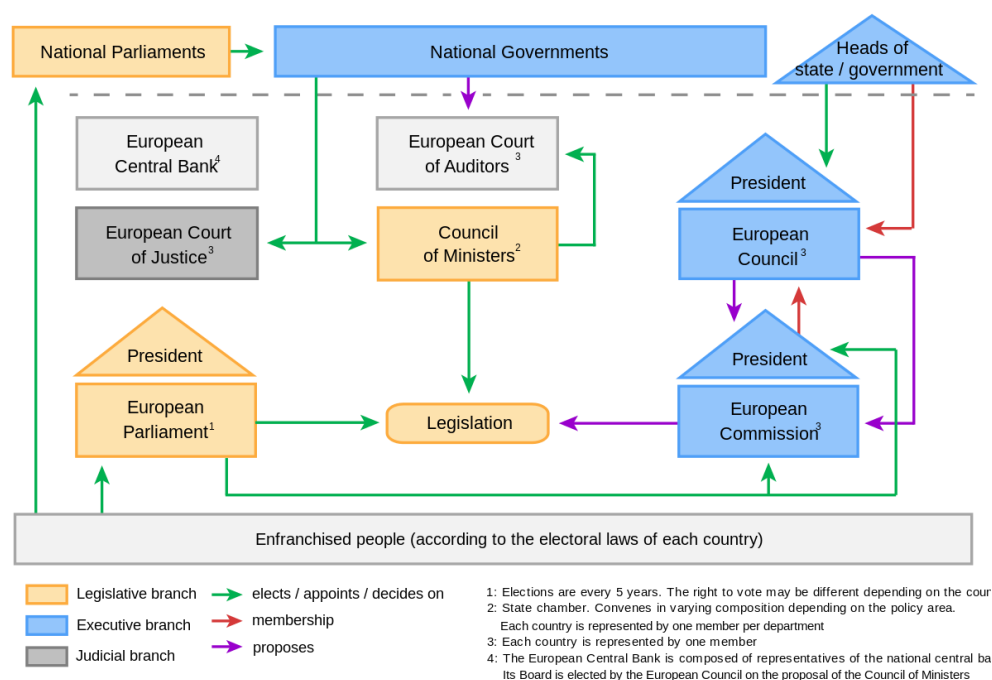 National Parliaments
National Governments
Heads of
state / government
European
Central Bank4
European Court
of Auditors 3
President
European Court
of Justice3
Council
of Ministers2
European
Council 3
President
President
European
Parliament1
Legislation
European
Commission3
Enfranchised people (according to the electoral laws of each country)
Legislative branch
Executive branch
Judicial branch
elects / appoints / decides on
membership
proposes
1: Elections are every 5 years. The right to vote may be different depending on the
2: State chamber. Convenes in varying composition depending on the policy area.
Each country is represented by one member per department
3: Each country is represented by one member
4: The European Central Bank is composed of representatives of the national central
Its Board is elected by the European Council on the proposal of the Council of Ministers